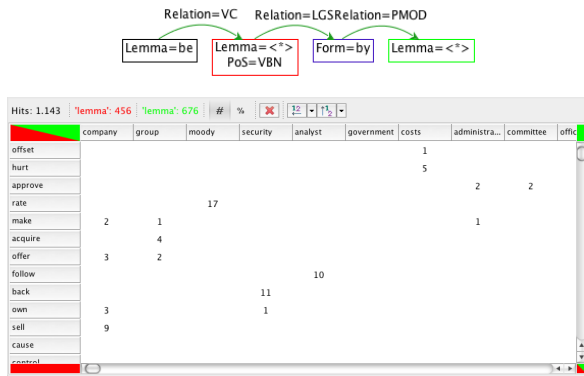 Relation=VC Relation=LGS Relation=PMOD
Lemma=be Lemma=<*> Form=by Lemma=<*>
PoS=VBN
Hits: 1.143 'lemma': 456 'lemma': 676 # %
company group moody security analyst government costs administra... committee offic
offset 1
hurt 5
approve 2 2
rate 17
make 2 1 1
acquire 4
offer 3 2
follow 10
back 11
own 3 1
sell 9
cause
control